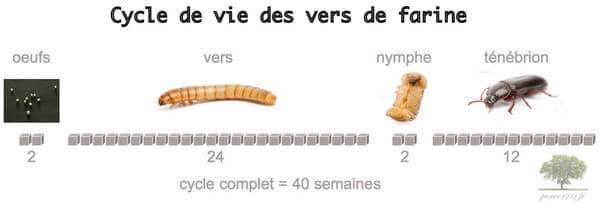 Cycle de vie des vers de farine
oeufs vers nymphe ténébrion
2 24 2 12
cycle complet = 40 semaines